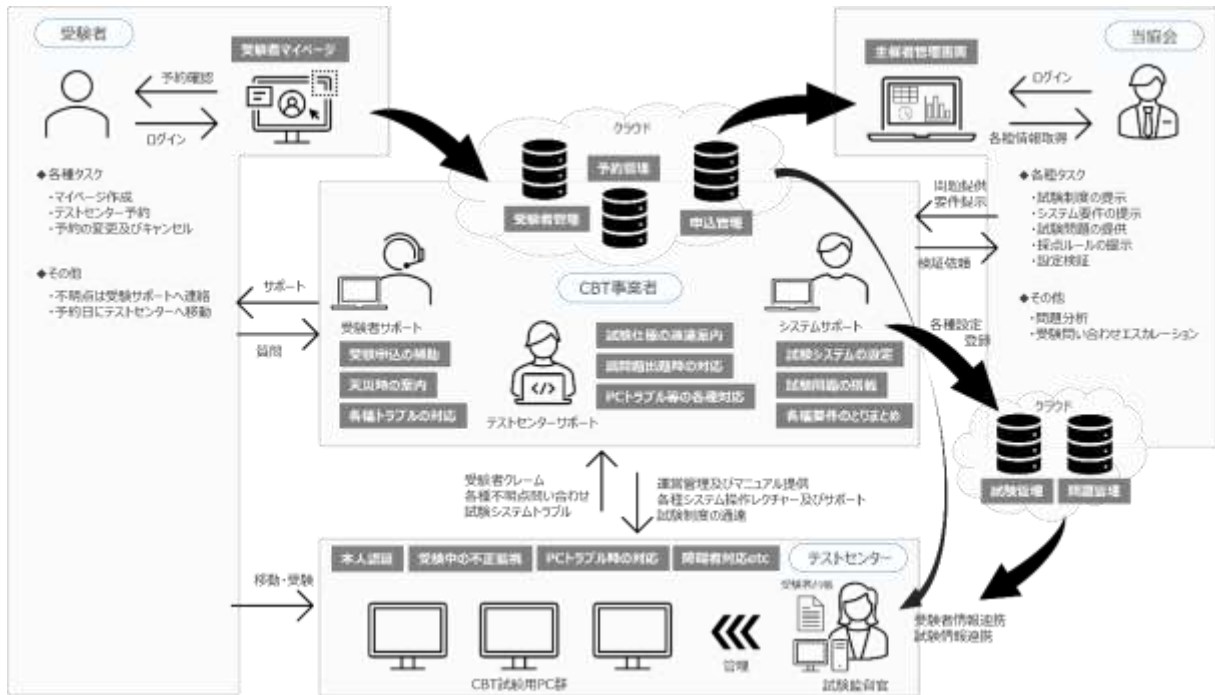 受験者
受験者マイページ
予約確認
ログイン
◆各種タスク
・マイページ作成
・テストセンター予約
・予約の変更及びキャンセル
◆その他
・不明点は受験サポートへ連絡
・予約日にテストセンターへ移動
クラウド
予約管理
受験者管理
申込管理
主催者管理画面
当協会
ログイン
各種情報取得
◆各種タスク
・試験制度の提示
・システム要件の提示
・試験問題の提供
・採点ルールの提示
・設定検証
◆その他
・問題分析
・受験問い合わせエスカレーション
問題提供
要件提示
検証依頼
サポート
質問
CBT事業者
受験者サポート
受験申込の補助
天災時の案内
各種トラブルの対応
テストセンターサポート
試験仕様の通達案内
誤問題出題時の対応
PCトラブル等の各種対応
システムサポート
試験システムの設定
試験問題の搭載
各種要件のとりまとめ
各種設定
登録
クラウド
試験管理
問題管理
受験者クレーム
各種不明点問い合わせ
試験システムトラブル
運営管理及びマニュアル提供
各種システム操作レクチャー及びサポート
試験制度の通達
移動・受験
本人認証
受験中の不正監視
PCトラブル時の対応
テストセンター
管理
CBT試験用PC群
試験監督官
受験者情報連携
試験情報連携